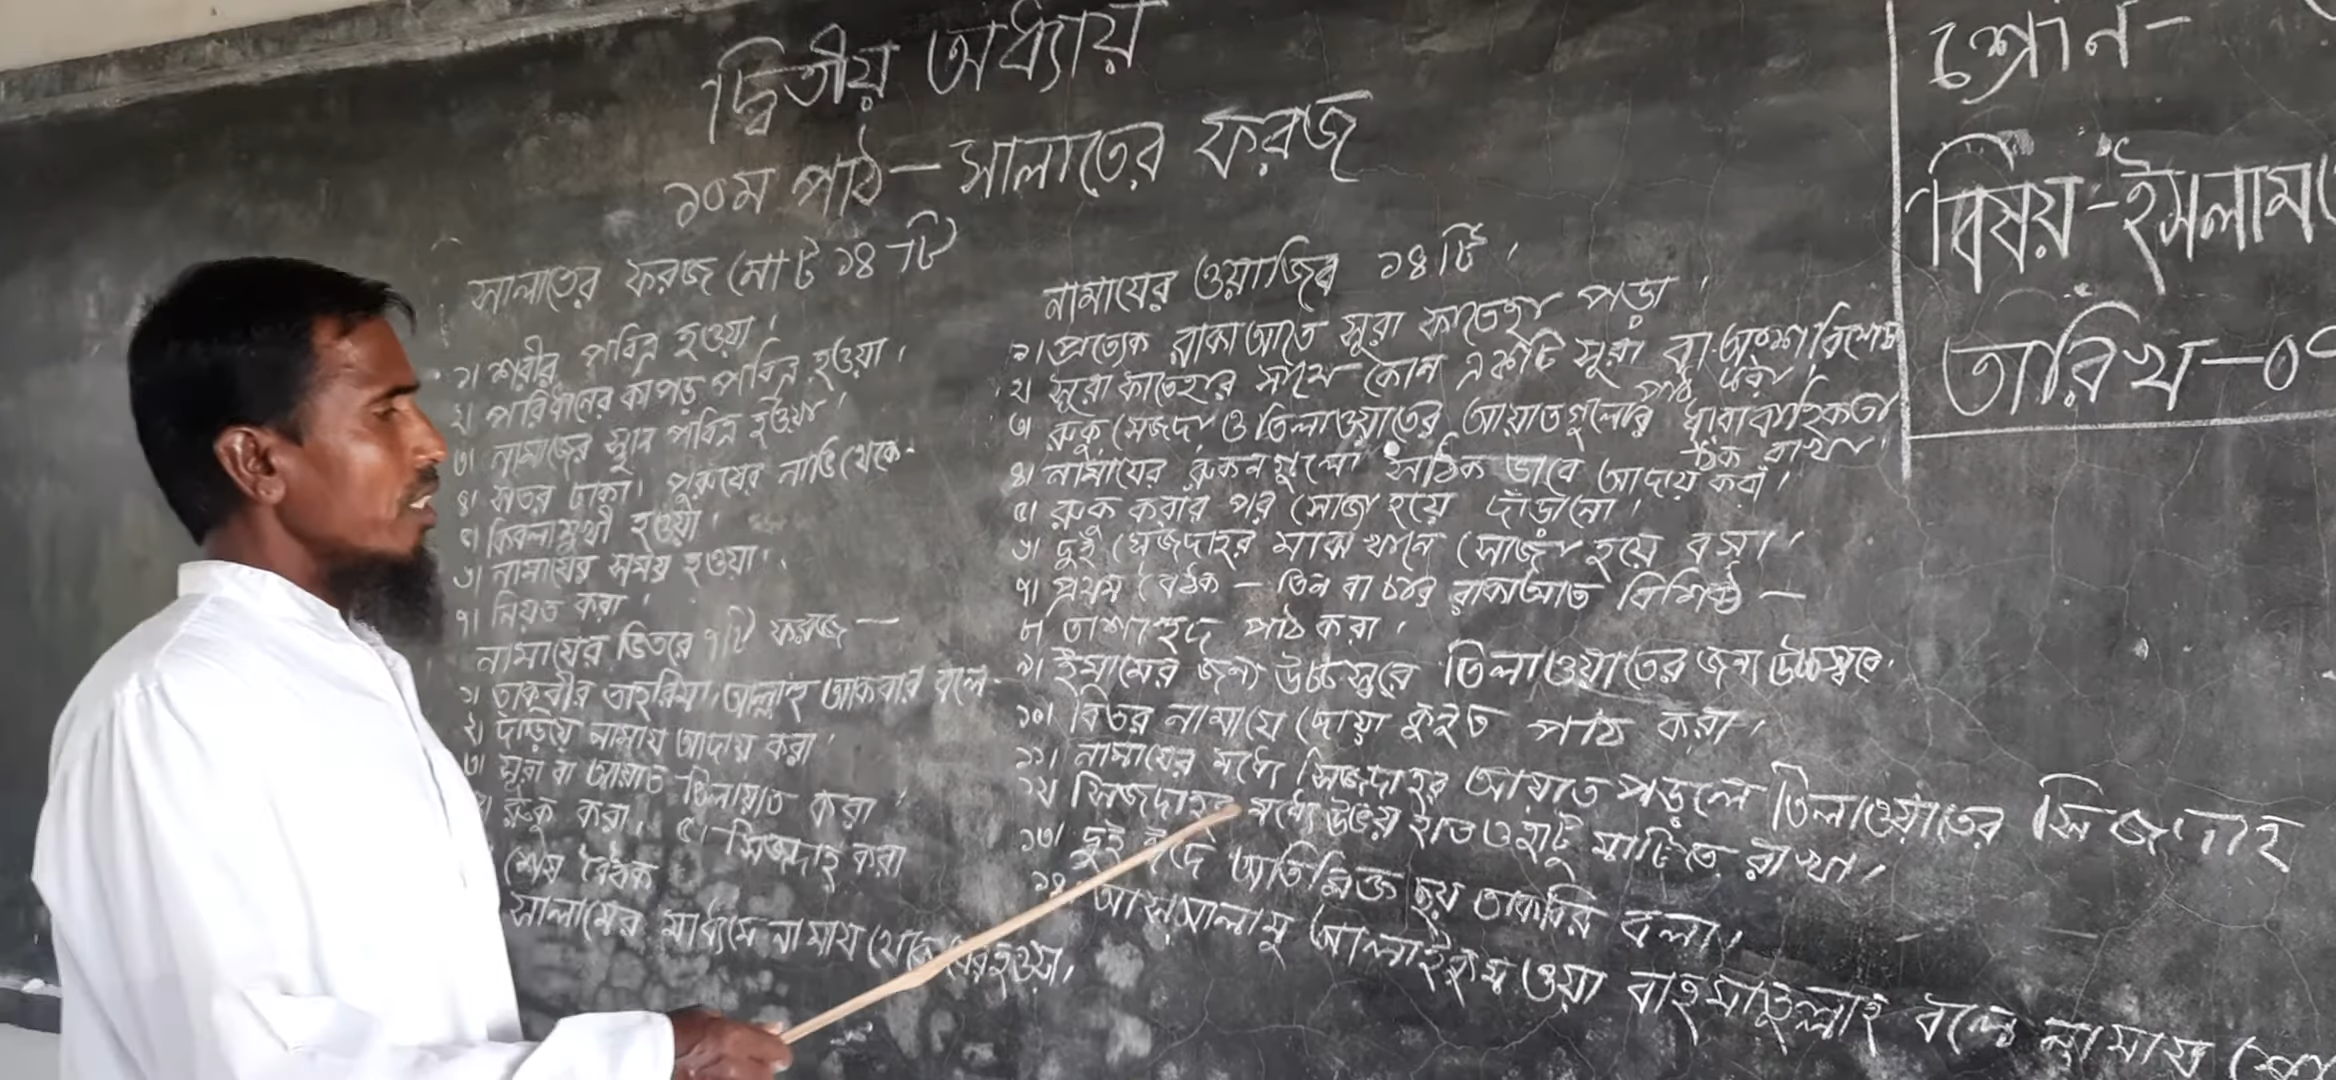 দ্বিতীয় অধ্যায়
১০ম পাঠ - সালাতের ফরজ
সালাতের ফরজ মোট ১৪ টি
১। শরীর পবিত্র হওয়া।
২। পরিধানের কাপড় পবিত্র হওয়া।
৩। নামাজের স্থান পবিত্র হওয়া।
৪। সতর ঢাকা। পুরুষের নাভি থেকে
৫। কিবলামুখী হওয়া।
৬। নামাযের সময় হওয়া।
৭। নিয়ত করা।
নামাযের ভিতরে ৭টি ফরজ —
১। তাকবীর তাহরিমা, আল্লাহু আকবার বলে
২। দাঁড়িয়ে নামায আদায় করা।
৩। সূরা বা আয়াত তিলায়াত করা।
রুকু করা। ৫। সিজদাহ করা
শেষ বৈঠক
সালামের মাধ্যমে নামায থেকে বের হওয়া।
নামাযের ওয়াজিব ১৪টি।
১। প্রত্যেক রাকাআতে সূরা ফাতেহা পড়া।
২। সূরা ফাতেহার সাথে কোন একটি সূরা বা অংশ বিশেষ
পাঠ করা।
৩। রুকু সেজদা ও তিলাওয়াতের আয়াতগুলোর ধারাবাহিকতা
ঠিক রাখা।
৪। নামাযের রুকনগুলো সঠিক ভাবে আদায় করা।
৫। রুকু করার পর সোজা হয়ে দাঁড়ানো।
৬। দুই সেজদাহর মাঝখানে সোজা হয়ে বসা।
৭। প্রথম বৈঠক - তিন বা চার রাকাআত বিশিষ্ট —
৮। তাশাহুদ পাঠ করা।
৯। ইমামের জন্য উচ্চস্বরে তিলাওয়াতের জন্য উচ্চস্বরে।
১০। বিতর নামাযে দোয়া কুনুত পাঠ করা।
১১। নামাযের মধ্যে সিজদাহর আয়াত পড়লে তিলাওয়াতের সিজদাহ
১২। সিজদাহর মধ্যে উভয় হাত ও হাটু মাটিতে রাখা।
১৩। দুই ঈদে অতিরিক্ত ছয় তাকবির বলা।
১৪। আসসালামু আলাইকুম ওয়া রাহমাতুল্লাহ বলে নামায
বিষয় - ইসলাম
তারিখ - ০